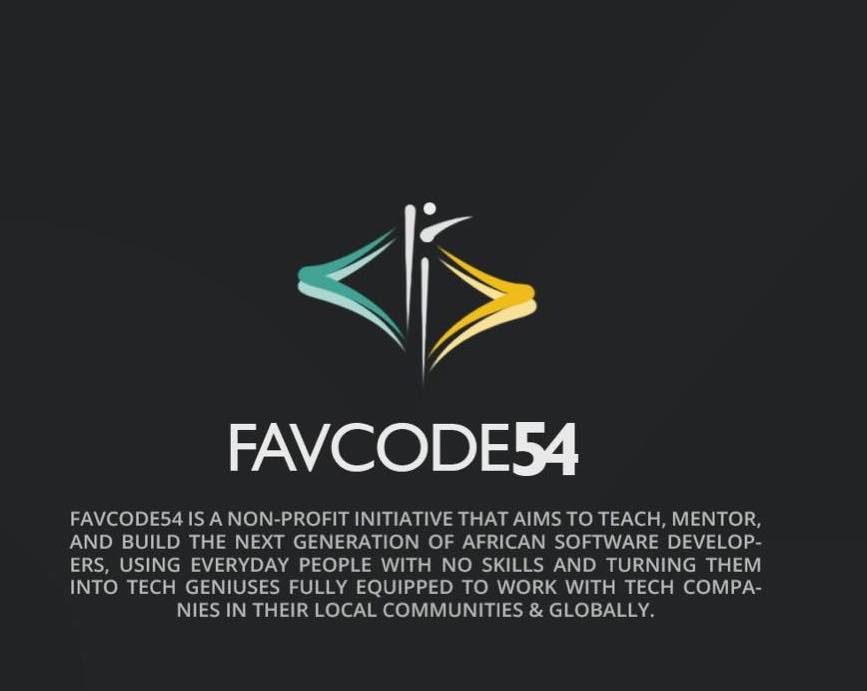 FAVCODE54
FAVCODE54 IS A NON-PROFIT INITIATIVE THAT AIMS TO TEACH, MENTOR,
AND BUILD THE NEXT GENERATION OF AFRICAN SOFTWARE DEVELOP-
ERS, USING EVERYDAY PEOPLE WITH NO SKILLS AND TURNING THEM
INTO TECH GENIUSES FULLY EQUIPPED TO WORK WITH TECH COMPA-
NIES IN THEIR LOCAL COMMUNITIES & GLOBALLY.